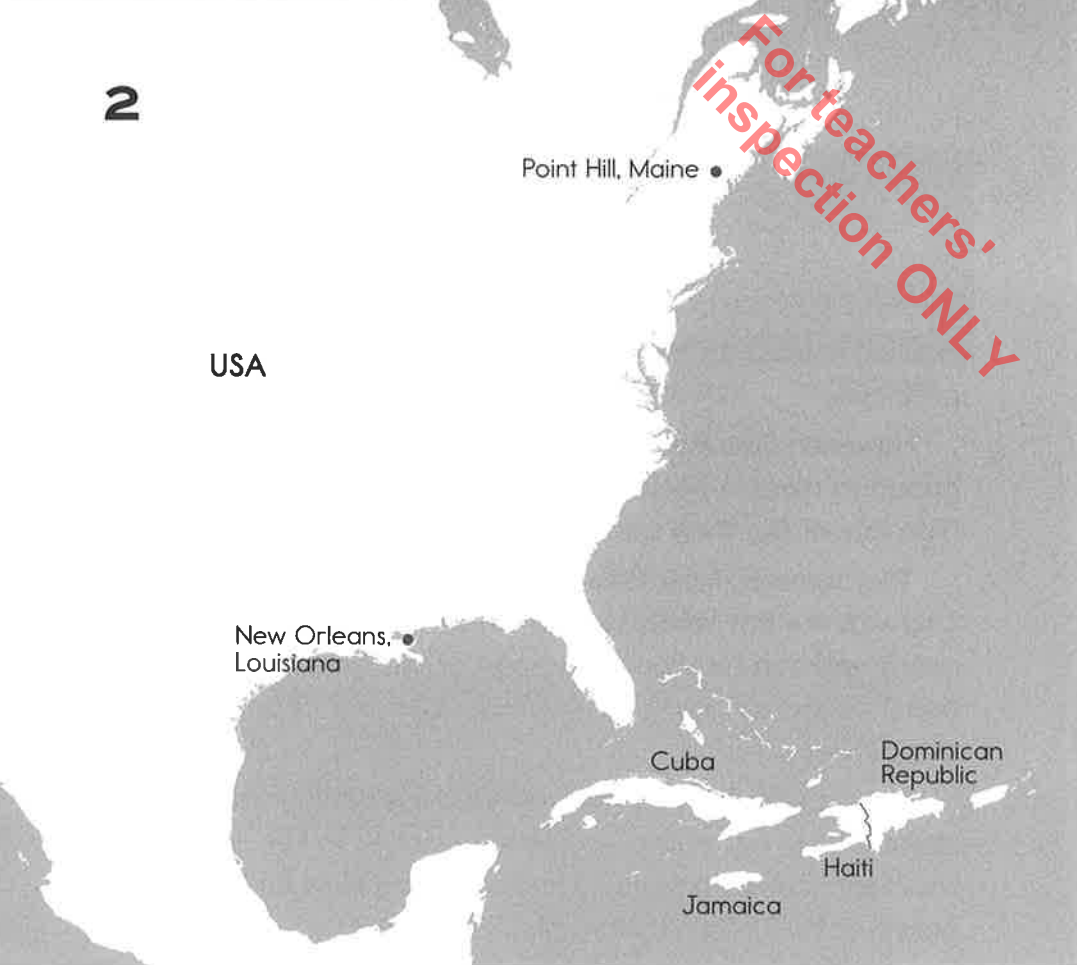 2
For teachers'
inspection ONLY
Point Hill, Maine
USA
New Orleans,
Louisiana
Cuba
Dominican
Republic
Haiti
Jamaica